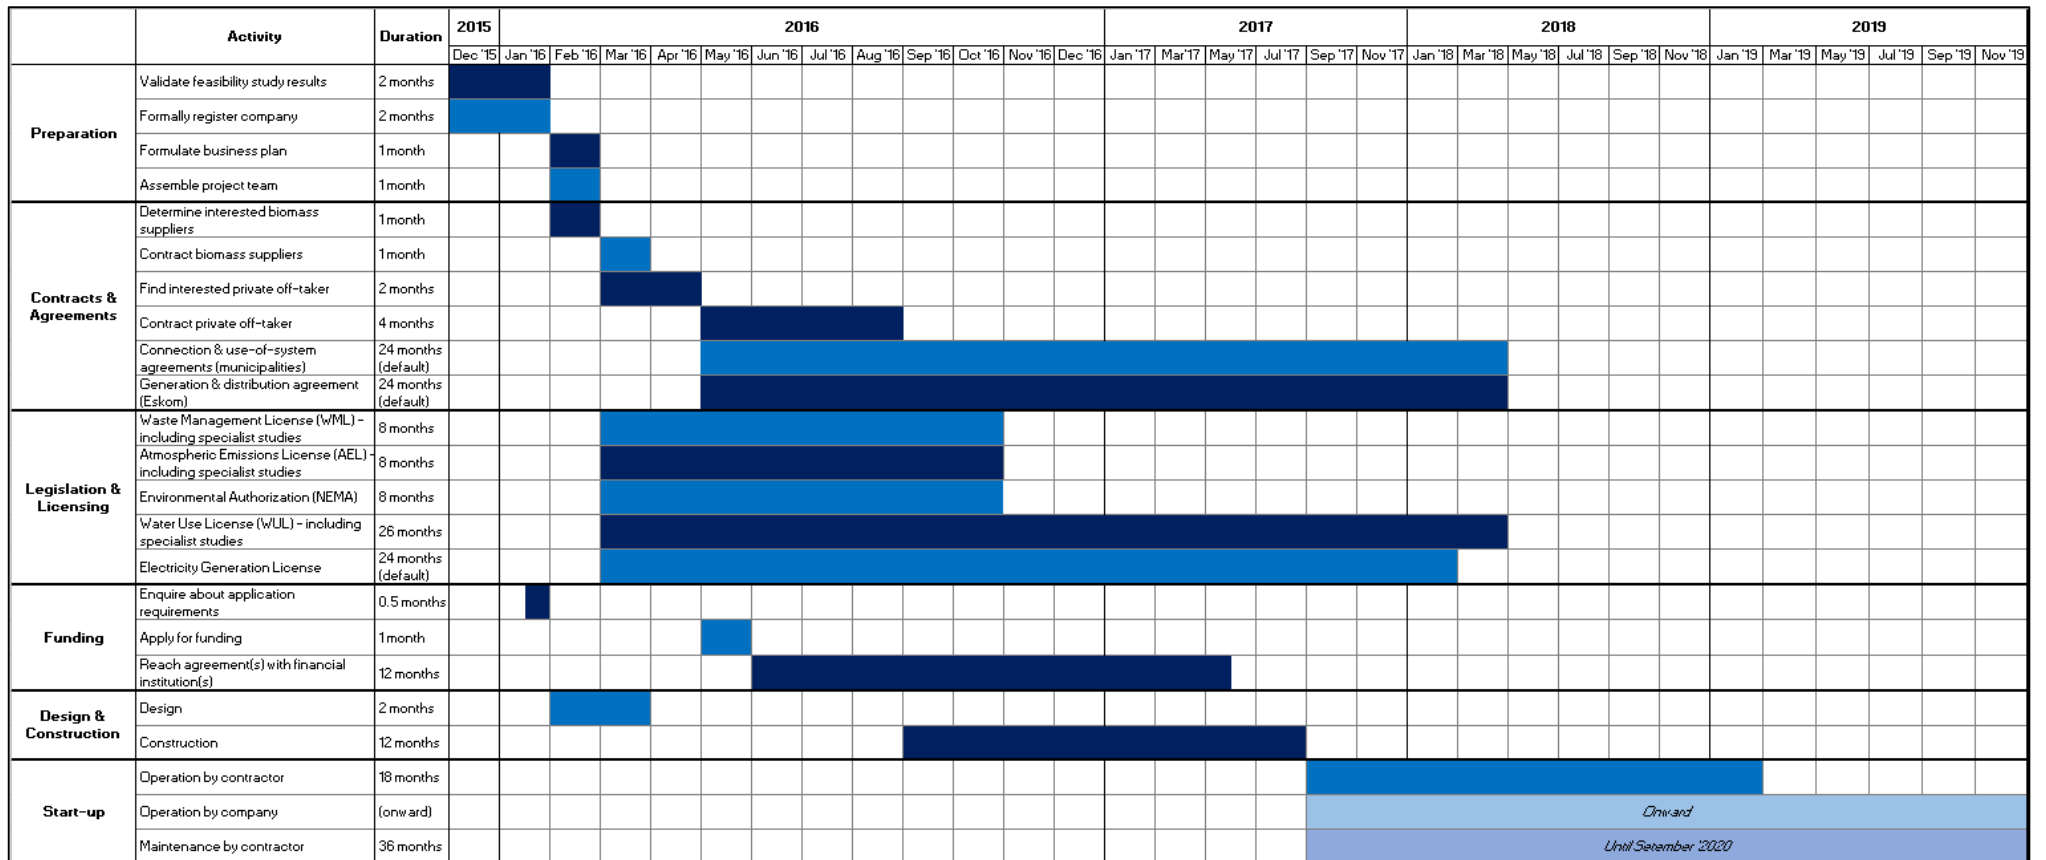 Activity Duration 2015 2016 2017 2018 2019
Dec '15 Jan '16 Feb '16 Mar '16 Apr '16 May '16 Jun '16 Jul '16 Aug '16 Sep '16 Oct '16 Nov '16 Dec '16 Jan '17 Mar '17 May '17 Jul '17 Sep '17 Nov '17 Jan '18 Mar '18 May '18 Jul '18 Sep '18 Nov '18 Jan '19 Mar '19 May '19 Jul '19 Sep '19 Nov '19
Preparation
Validate feasibility study results 2 months
Formally register company 2 months
Formulate business plan 1 month
Assemble project team 1 month
Contracts &
Agreements
Determine interested biomass
suppliers
1 month
Contract biomass suppliers 1 month
Find interested private off-taker 2 months
Contract private off-taker 4 months
Connection & use-of-system
agreements (municipalities)
24 months
(default)
Generation & distribution agreement
(Eskom)
24 months
(default)
Legislation &
Licensing
Waste Management License (WML) -
including specialist studies
8 months
Atmospheric Emissions License (AEL) -
including specialist studies
8 months
Environmental Authorization (NEMA) 8 months
Water Use License (WUL) - including
specialist studies
26 months
Electricity Generation License
24 months
(default)
Funding
Enquire about application
requirements
0.5 months
Apply for funding 1 month
Reach agreement(s) with financial
institution(s)
12 months
Design &
Construction
Design 2 months
Construction 12 months
Start-up
Operation by contractor 18 months
Operation by company (onward) Onward
Maintenance by contractor 36 months Until Setember '2020